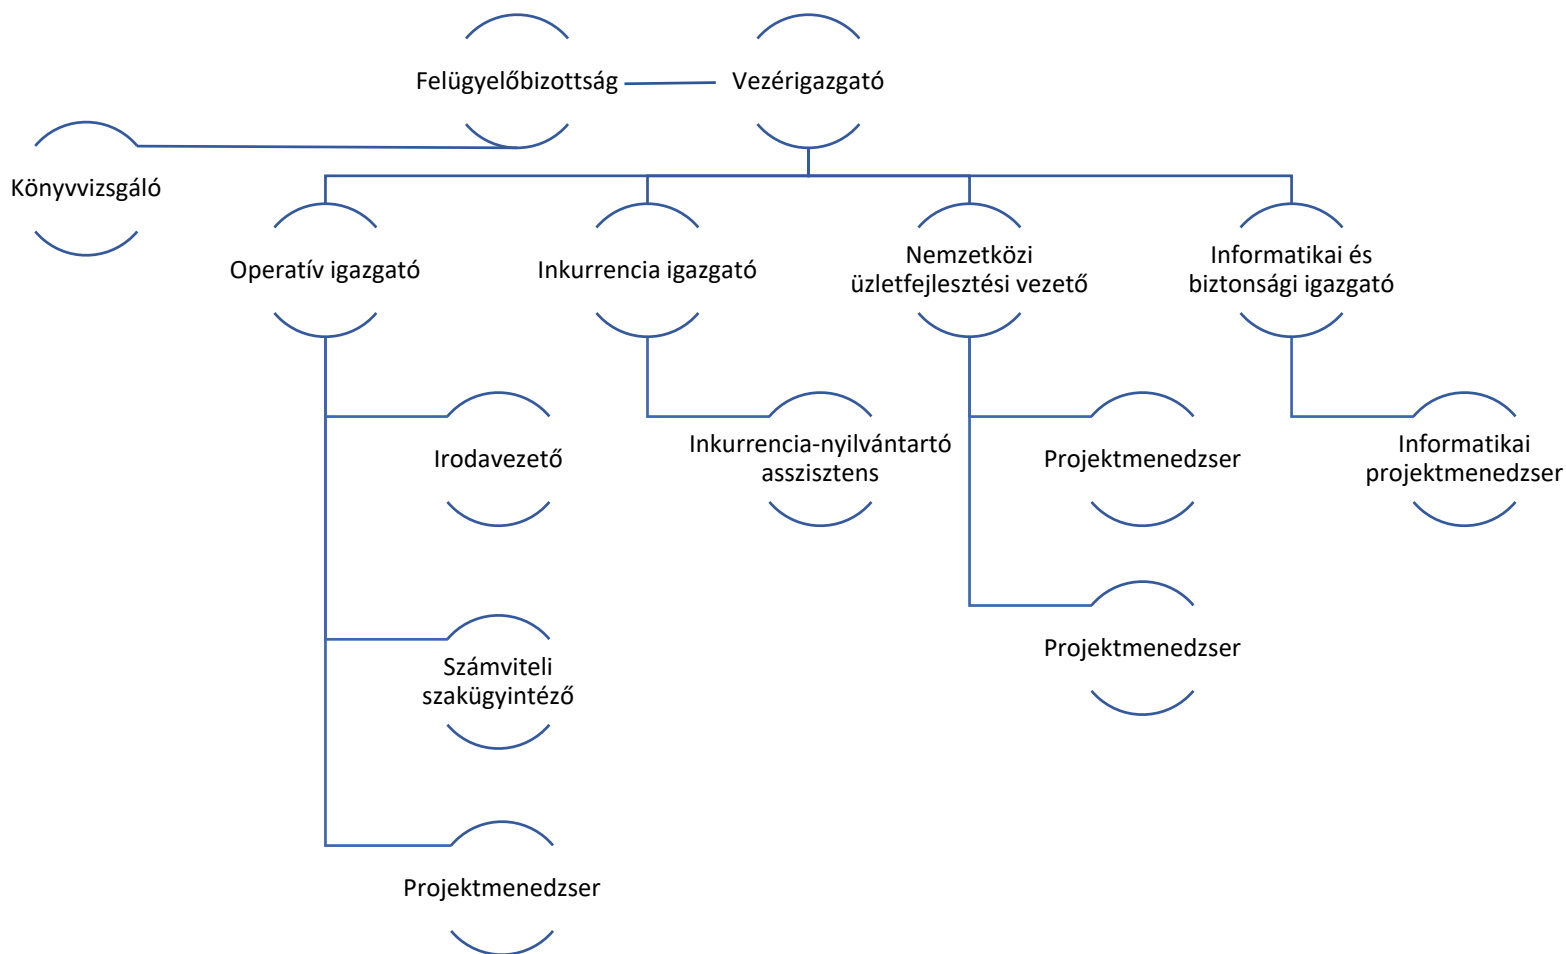 Felügyelőbizottság
Vezérigazgató
Könyvvizsgáló
Operatív igazgató
Inkurrencia igazgató
Nemzetközi
üzletfejlesztési vezető
Informatikai és
biztonsági igazgató
Irodavezető
Inkurrencia-nyilvántartó
asszisztens
Projektmenedzser
Informatikai
projektmenedzser
Számviteli
szakügyintéző
Projektmenedzser
Projektmenedzser